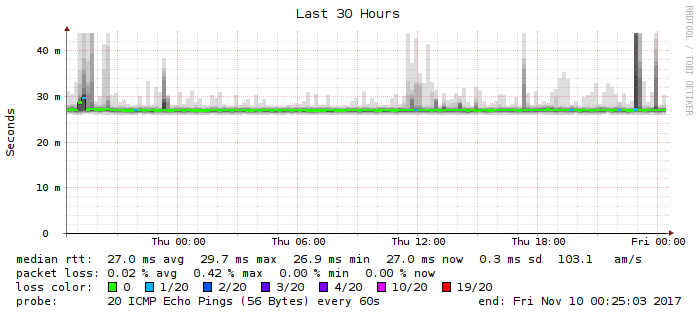 Last 30 Hours
RRDTOOL / TOBI OETIKER
Seconds
40 m
30 m
20 m
10 m
0
Thu 00:00 Thu 06:00 Thu 12:00 Thu 18:00 Fri 00:00
median rtt: 27.0 ms avg 29.7 ms max 26.9 ms min 27.0 ms now 0.3 ms sd 103.1 am/s
packet loss: 0.02 % avg 0.42 % max 0.00 % min 0.00 % now
loss color: 0 1/20 2/20 3/20 4/20 10/20 19/20
probe: 20 ICMP Echo Pings (56 Bytes) every 60s end: Fri Nov 10 00:25:03 2017